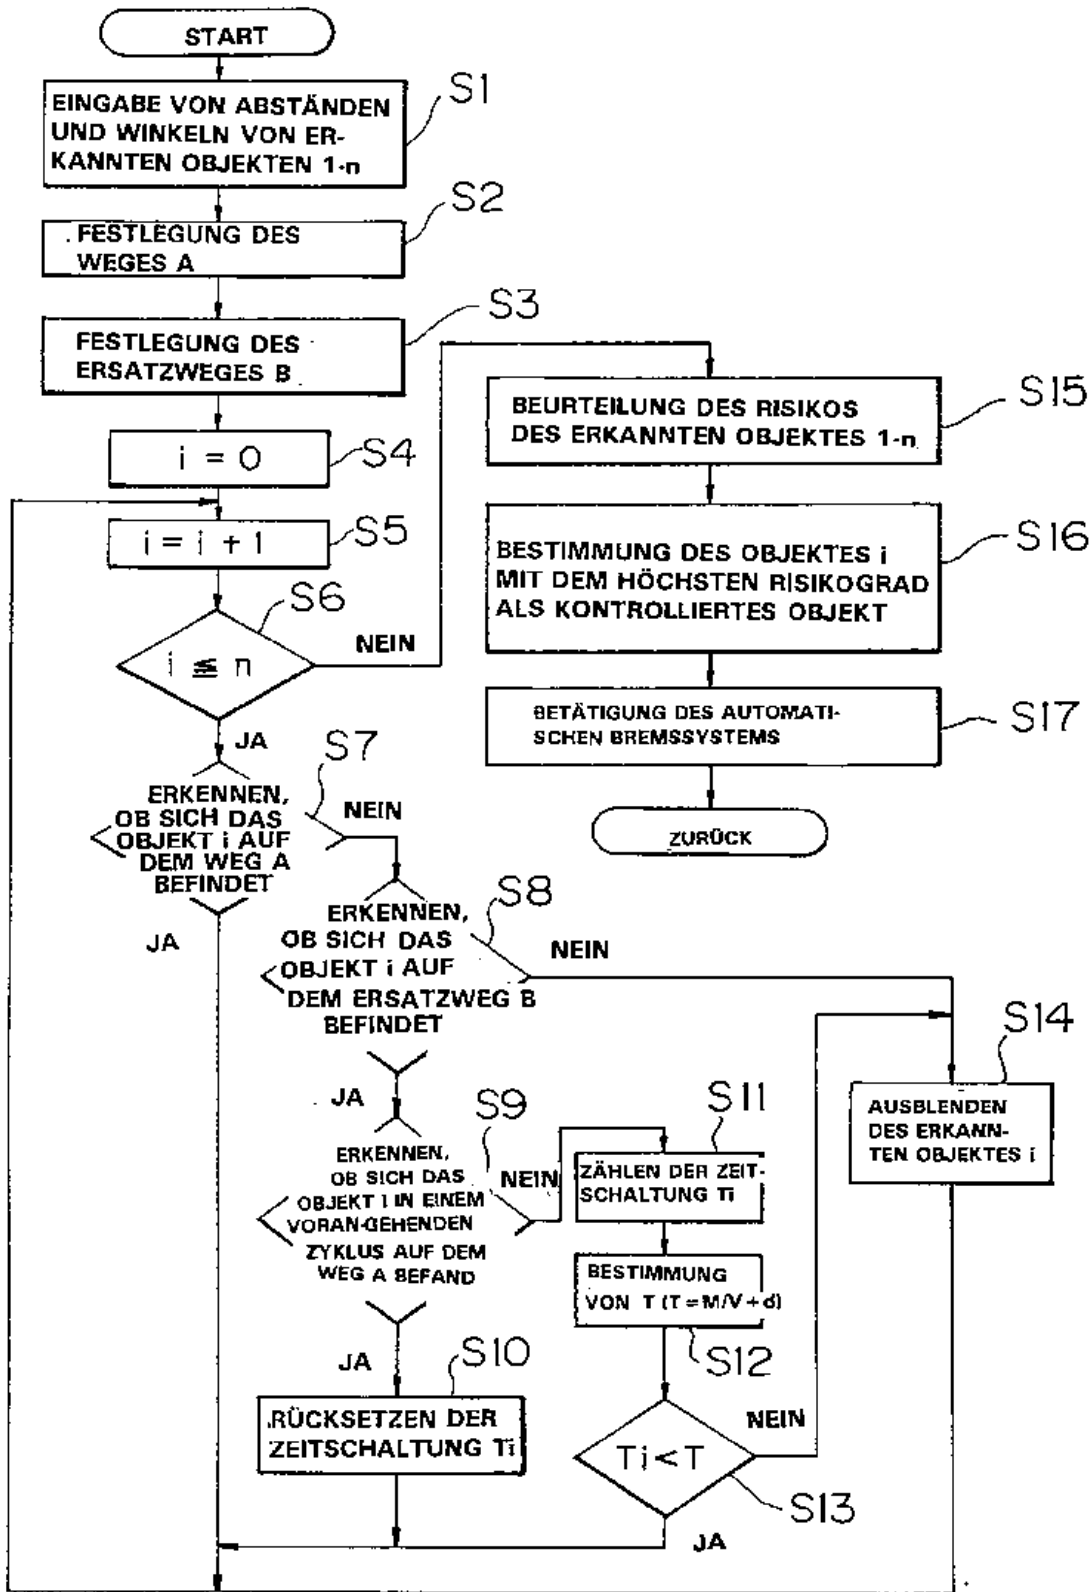 START
S1
EINGABE VON ABSTÄNDEN
UND WINKELN VON ER-
KANNTEN OBJEKTEN 1-n
S2
FESTLEGUNG DES
WEGES A
S3
FESTLEGUNG DES
ERSATZWEGES B
S4
i = 0
S5
i = i + 1
S6
i ≦ n
NEIN
JA
S7
ERKENNEN,
OB SICH DAS
OBJEKT i AUF
DEM WEG A
BEFINDET
NEIN
JA
S8
ERKENNEN,
OB SICH DAS
OBJEKT i AUF
DEM ERSATZWEG B
BEFINDET
NEIN
JA
S9
ERKENNEN,
OB SICH DAS
OBJEKT i IN EINEM
VORAN-GEHENDEN
ZYKLUS AUF DEM
WEG A BEFAND
NEIN
JA
S10
RÜCKSETZEN DER
ZEITSCHALTUNG Ti
S11
ZÄHLEN DER ZEIT-
SCHALTUNG Ti
BESTIMMUNG
VON T (T = M/V + d)
S12
Ti < T
NEIN
S13
JA
S14
AUSBLENDEN
DES ERKANN-
TEN OBJEKTES i
S15
BEURTEILUNG DES RISIKOS
DES ERKANNTEN OBJEKTES 1-n
S16
BESTIMMUNG DES OBJEKTES i
MIT DEM HÖCHSTEN RISIKOGRAD
ALS KONTROLLIERTES OBJEKT
S17
BETÄTIGUNG DES AUTOMATI-
SCHEN BREMSSYSTEMS
ZURÜCK